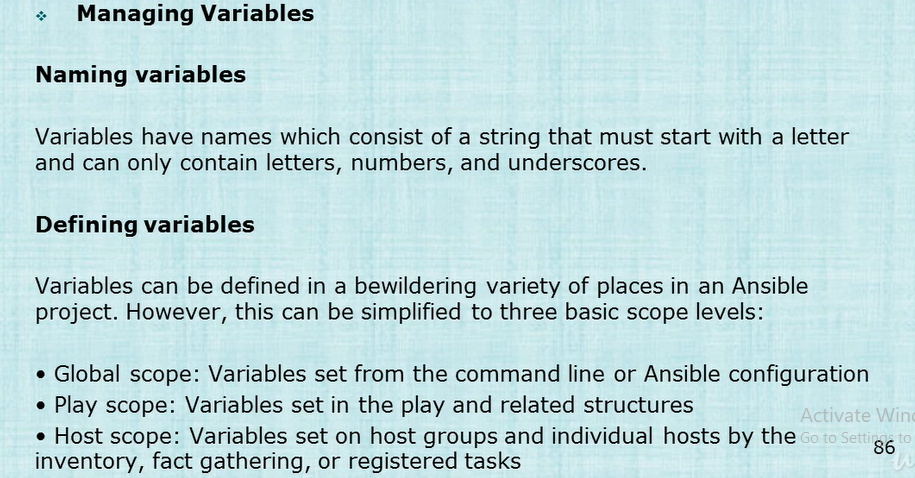 ❖ Managing Variables
Naming variables
Variables have names which consist of a string that must start with a letter
and can only contain letters, numbers, and underscores.
Defining variables
Variables can be defined in a bewildering variety of places in an Ansible
project. However, this can be simplified to three basic scope levels:
• Global scope: Variables set from the command line or Ansible configuration
• Play scope: Variables set in the play and related structures
• Host scope: Variables set on host groups and individual hosts by the
inventory, fact gathering, or registered tasks
Activate
Go to Settings to
86